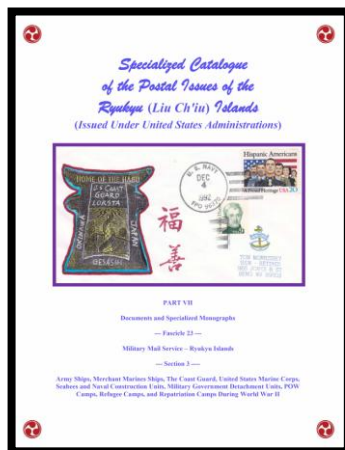 Specialized Catalogue
of the Postal Issues of the
Ryukyu (Liu Ch'iu) Islands
(Issued Under United States Administrations)
HOME OF THE HABU
US COAST
GUARD
LORSTA
OKINAWA
JAPAN
GESASHI
福
善
U. S. NAVY
DEC
4
1992
Hispanic Americans
USA 20
PART VII
Documents and Specialized Monographs
--- Fascicle 23 ---
Military Mail Service – Ryukyu Islands
--- Section 3 ----
Army Ships, Merchant Marines Ships, The Coast Guard, United States Marine Corps,
Seabees and Naval Construction Units, Military Government Detachment Units, POW
Camps, Refugee Camps, and Repatriation Camps During World War II